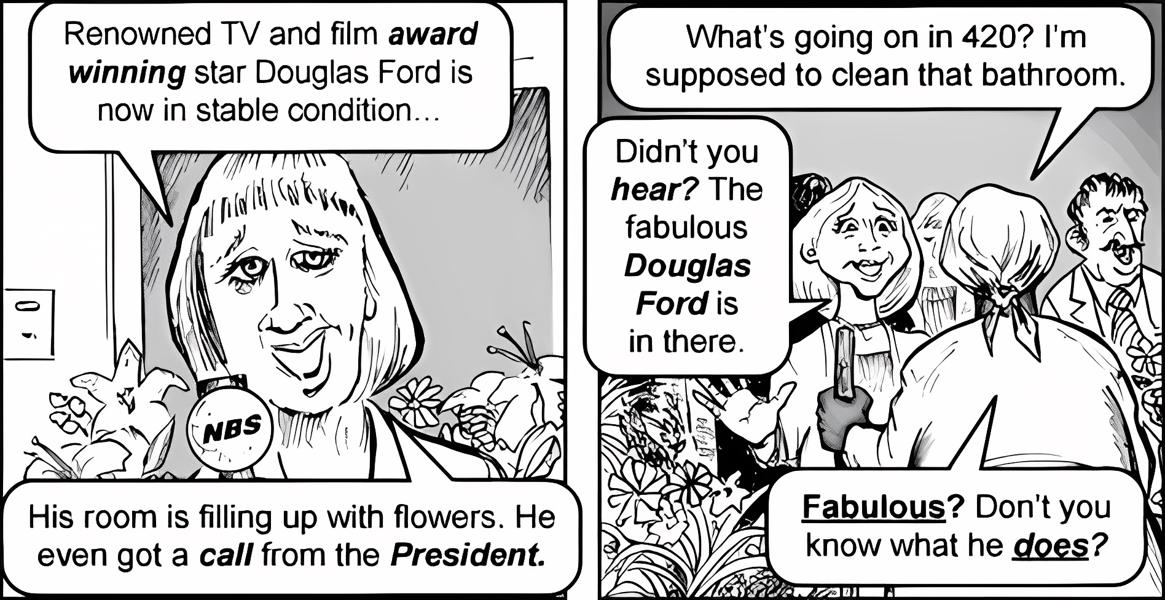 Renowned TV and film award
winning star Douglas Ford is
now in stable condition...
NBS
His room is filling up with flowers. He
even got a call from the President.
What's going on in 420? I'm
supposed to clean that bathroom.
Didn't you
hear? The
fabulous
Douglas
Ford is
in there.
Fabulous? Don't you
know what he does?